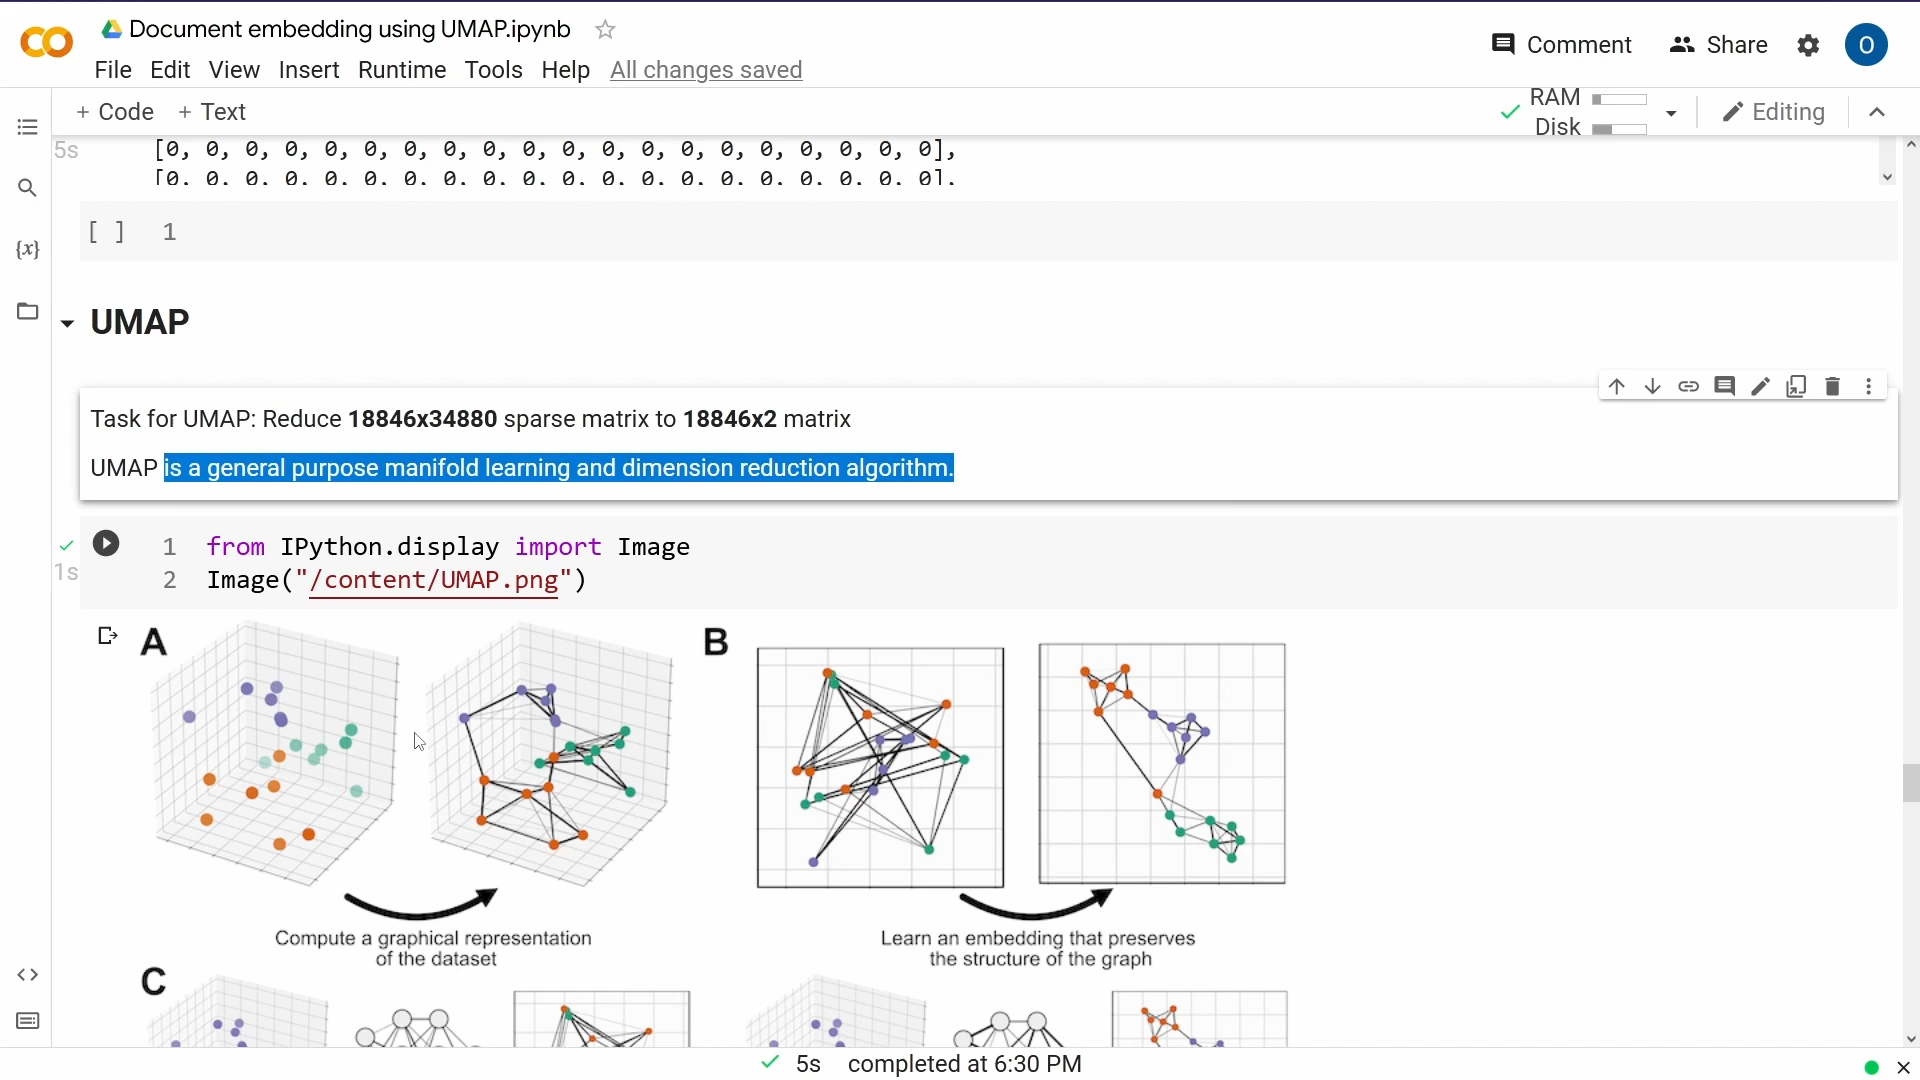 Document embedding using UMAP.ipynb
Comment
Share
O
File Edit View Insert Runtime Tools Help All changes saved
+ Code + Text
RAM
Disk
Editing
5s
[0, 0, 0, 0, 0, 0, 0, 0, 0, 0, 0, 0, 0, 0, 0, 0, 0, 0, 0, 0],
[0, 0, 0, 0, 0, 0, 0, 0, 0, 0, 0, 0, 0, 0, 0, 0, 0, 0, 0, 0],
{x}
[ ] 1
UMAP
Task for UMAP: Reduce 18846x34880 sparse matrix to 18846x2 matrix
UMAP is a general purpose manifold learning and dimension reduction algorithm.
1 from IPython.display import Image
1s
2 Image("/content/UMAP.png")
A
B
Compute a graphical representation
of the dataset
Learn an embedding that preserves
the structure of the graph
C
5s completed at 6:30 PM